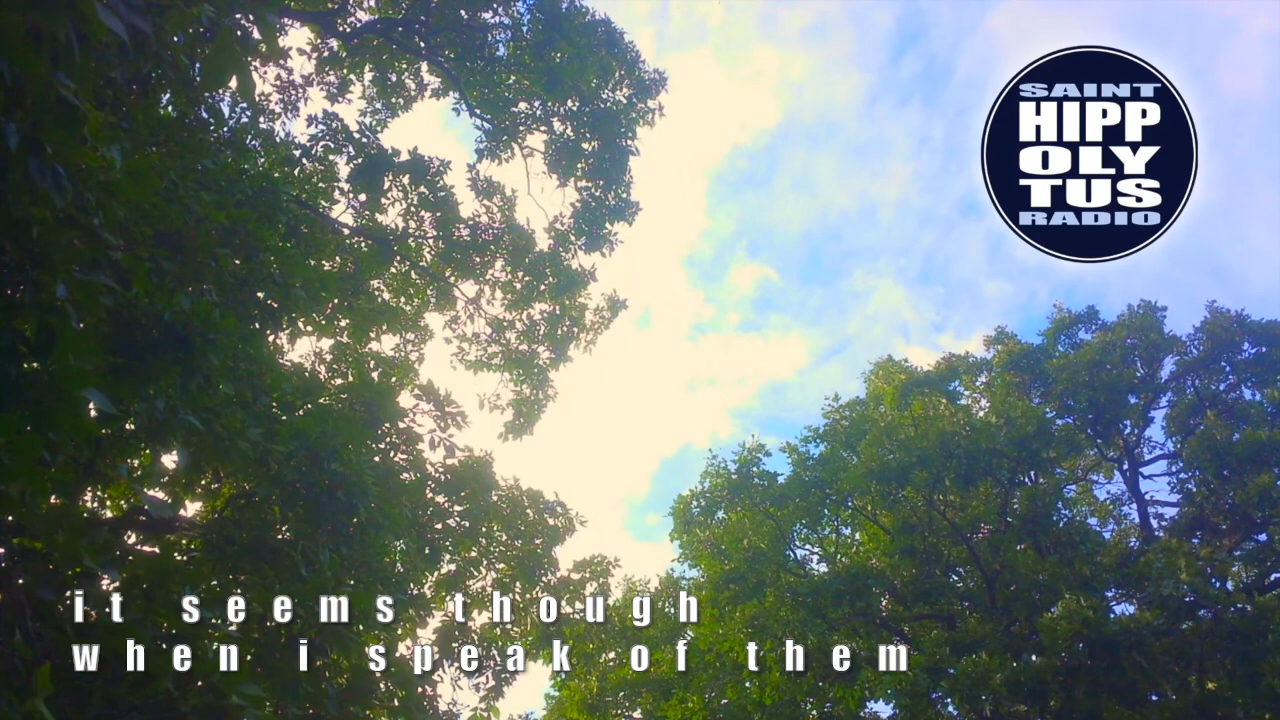 SAINT
HIPP
OLY
TUS
RADIO
it seems though
when i speak of them